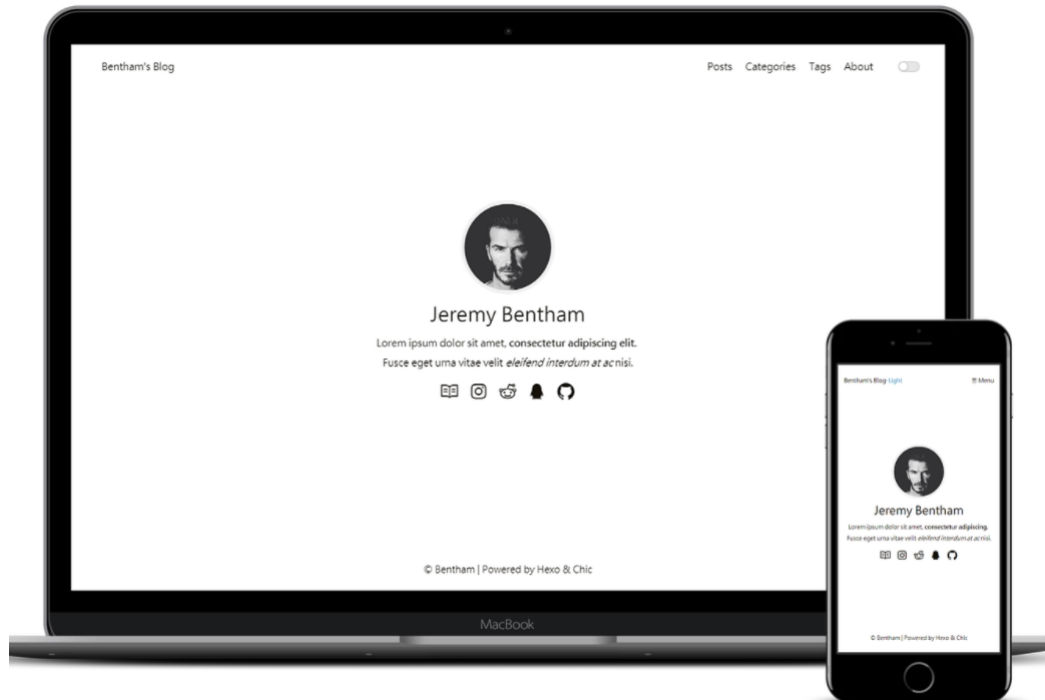 Bentham's Blog
Posts Categories Tags About
Jeremy Bentham
Lorem ipsum dolor sit amet, consectetur adipiscing elit.
Fusce eget urna vitae velit eleifend interdum at ac nisi.
© Bentham | Powered by Hexo & Chic
MacBook
Bentham's Blog·Light
Menu
Jeremy Bentham
Lorem ipsum dolor sit amet, consectetur adipiscing.
Fusce eget urna vitae velit eleifend interdum at ac nisi.
© Bentham | Powered by Hexo & Chic